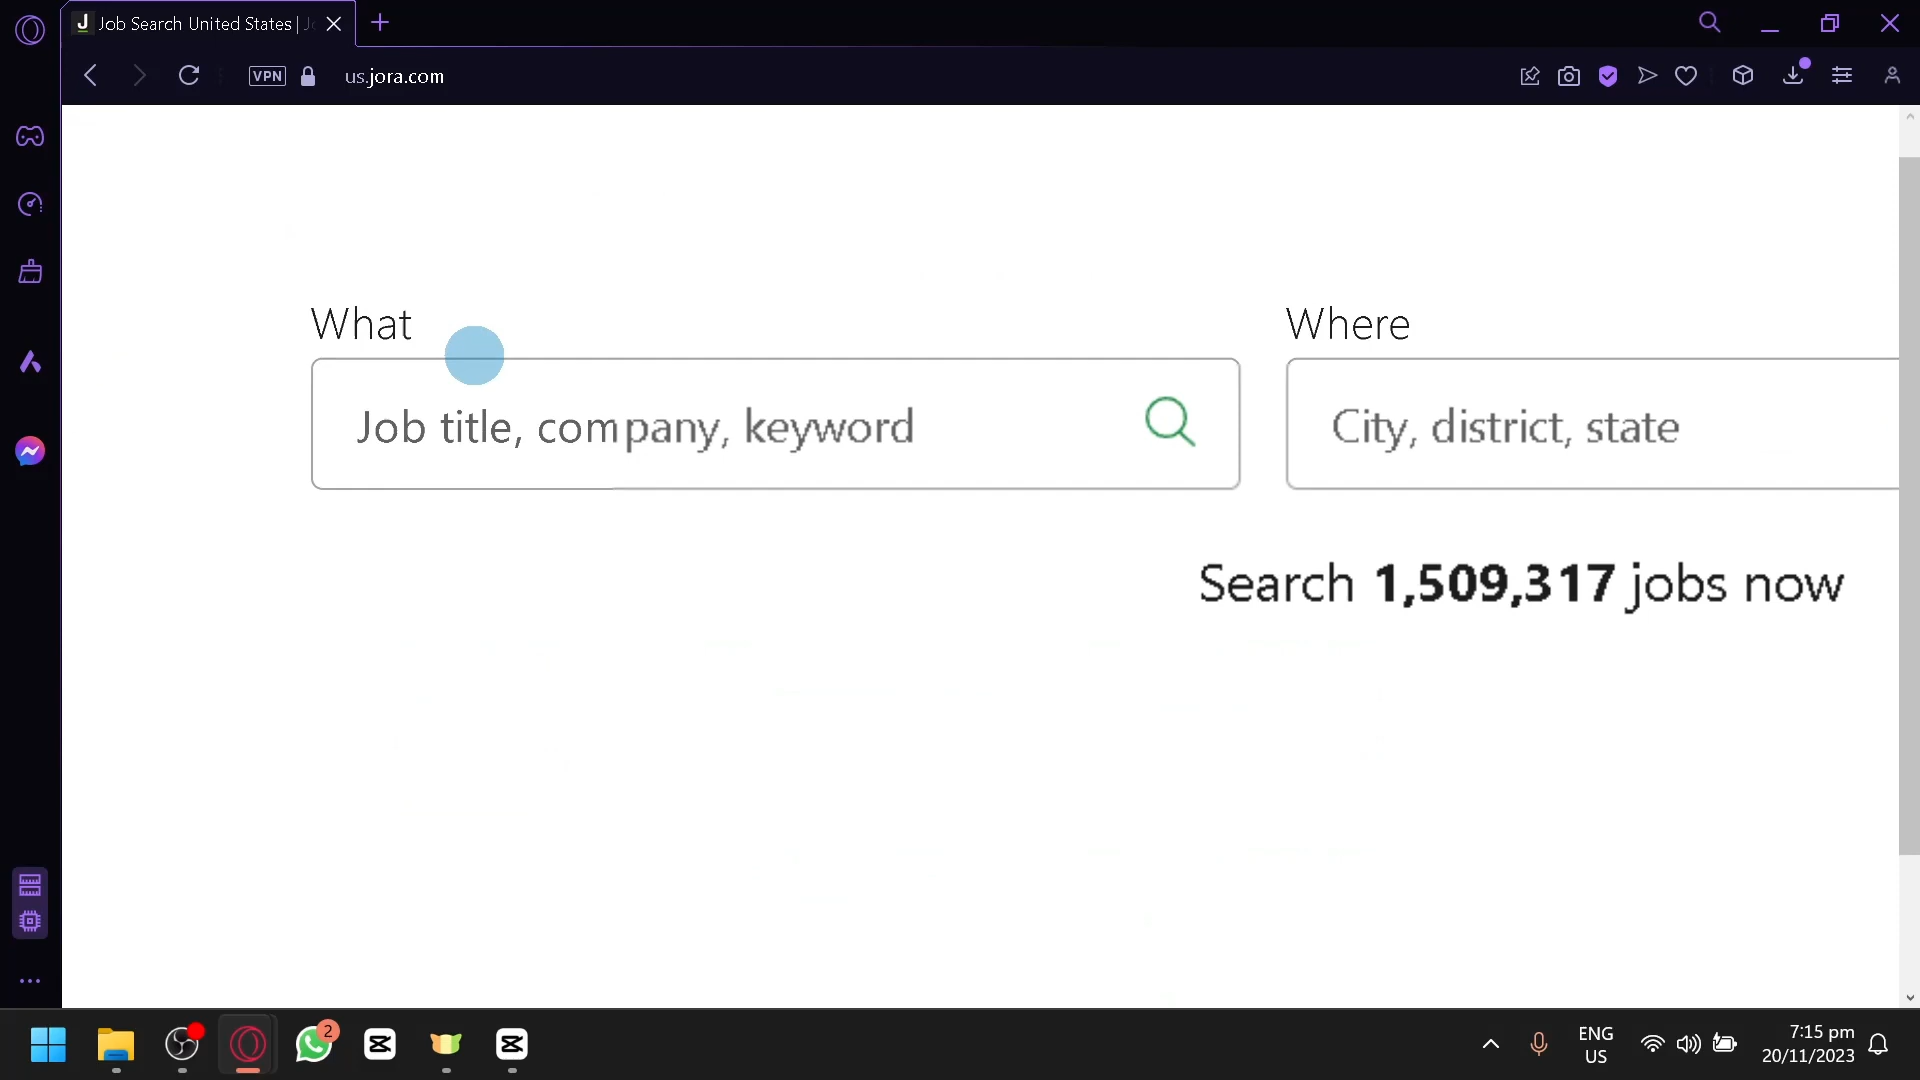 Job Search United States | Jo
VPN
us.jora.com
What
Where
Job title, company, keyword
City, district, state
Search 1,509,317 jobs now
2
ENG
US
7:15 pm
20/11/2023